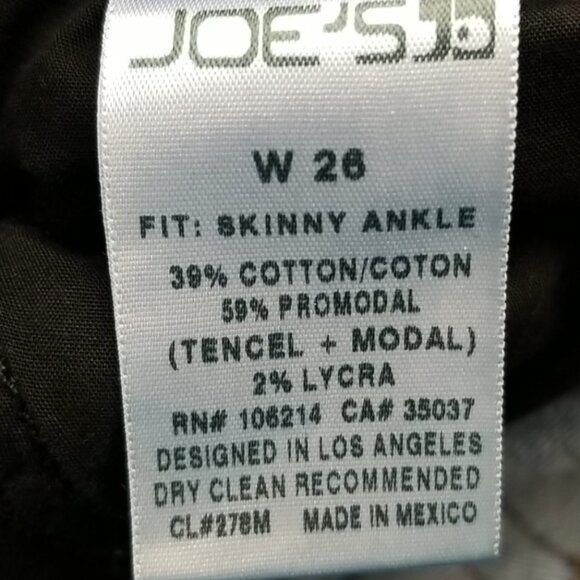 JOE'S
W 26
FIT: SKINNY ANKLE
39% COTTON/COTON
59% PROMODAL
(TENCEL + MODAL)
2% LYCRA
RN# 106214 CA# 35037
DESIGNED IN LOS ANGELES
DRY CLEAN RECOMMENDED
CL#278M MADE IN MEXICO